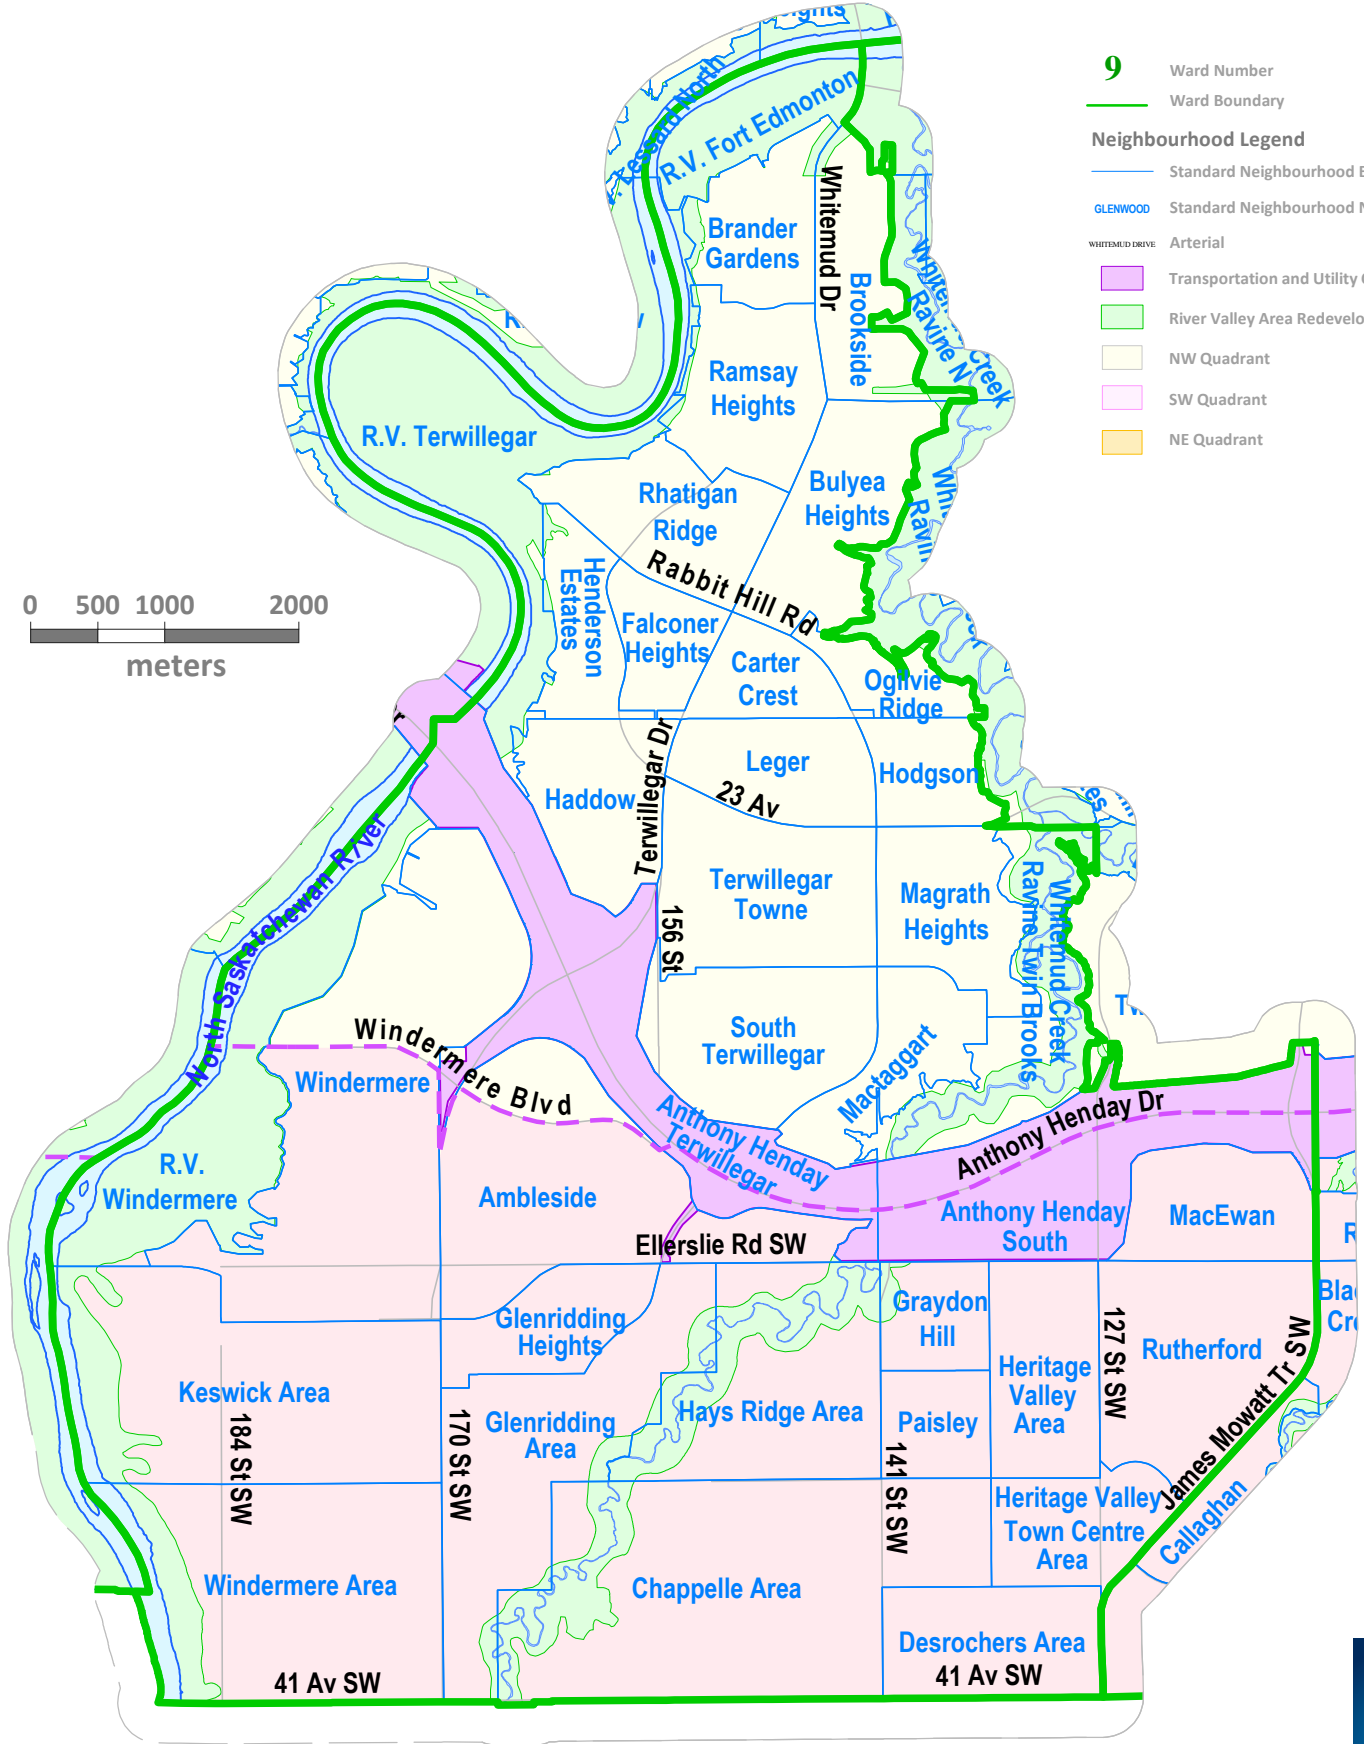 9
Ward Number
Ward Boundary
Neighbourhood Legend
Standard Neighbourhood
GLENWOOD
Standard Neighbourhood
WHITEMUD DRIVE
Arterial
Transportation and Utility
River Valley Area
NW Quadrant
SW Quadrant
NE Quadrant
Lessard North
R.V. Fort Edmonton
Whitemud Dr
Brander
Gardens
Brookside
Ravine N
Creek
Ramsay
Heights
R.V. Terwillegar
Rhatigan
Ridge
Bulyea
Heights
0 500 1000 2000
meters
Henderson
Estates
Rabbit Hill Rd
Falconer
Heights
Carter
Crest
Ogilvie
Ridge
Terwillegar Dr
Leger
Hodgson
Haddow
23 Av
North Saskatchewan River
Terwillegar
Towne
Magrath
Heights
156 St
Whitemud Creek
Ravine Twin Brooks
South
Terwillegar
Mactaggart
Windermere Blvd
Windermere
Anthony Henday
Terwillegar
Anthony Henday Dr
R.V.
Windermere
Ambleside
Anthony Henday
South
MacEwan
Ellerslie Rd SW
Glenridding
Heights
Graydon
Hill
127 St SW
Rutherford
Heritage
Valley
Area
James Mowatt Tr SW
Keswick Area
184 St SW
170 St SW
Glenridding
Area
Hays Ridge Area
Paisley
141 St SW
Heritage Valley
Town Centre
Area
Callaghan
Windermere Area
Chappelle Area
Desrochers Area
41 Av SW
41 Av SW